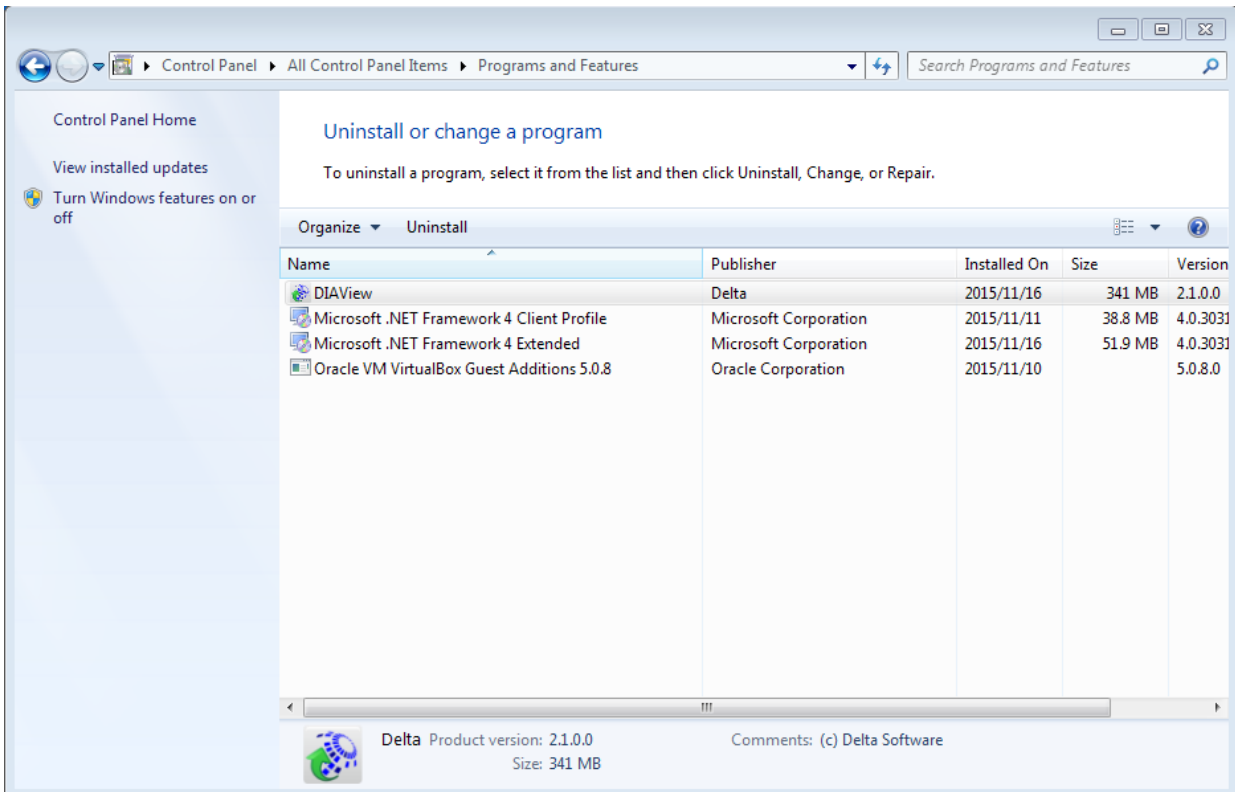 Control Panel All Control Panel Items Programs and Features Search Programs and Features
Control Panel Home
View installed updates
Turn Windows features on or
off
Uninstall or change a program
To uninstall a program, select it from the list and then click Uninstall, Change, or Repair.
Organize Uninstall
Name Publisher Installed On Size Version
DIAView Delta 2015/11/16 341 MB 2.1.0.0
Microsoft .NET Framework 4 Client Profile Microsoft Corporation 2015/11/11 38.8 MB 4.0.3031
Microsoft .NET Framework 4 Extended Microsoft Corporation 2015/11/16 51.9 MB 4.0.3031
Oracle VM VirtualBox Guest Additions 5.0.8 Oracle Corporation 2015/11/10 5.0.8.0
Delta Product version: 2.1.0.0 Comments: (c) Delta Software
Size: 341 MB